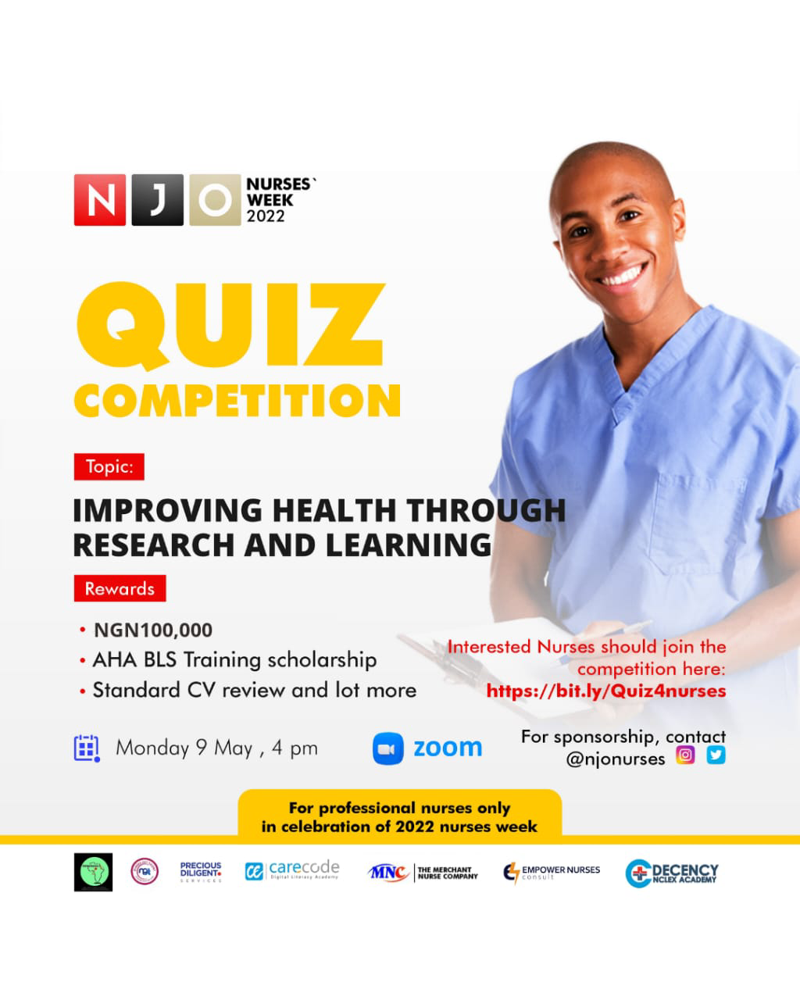 N J O
NURSES`
WEEK
2022
QUIZ
COMPETITION
Topic:
IMPROVING HEALTH THROUGH
RESEARCH AND LEARNING
Rewards
• NGN100,000
• AHA BLS Training scholarship
• Standard CV review and lot more
Interested Nurses should join the
competition here:
https://bit.ly/Quiz4nurses
Monday 9 May , 4 pm
zoom
For sponsorship, contact
@njonurses
For professional nurses only
in celebration of 2022 nurses week
PRECIOUS
DILIGENT
SERVICES
carecode
Digital Literacy Academy
MNC
THE MERCHANT
NURSE COMPANY
EMPOWER NURSES
consult
DECENCY
NCLEX ACADEMY